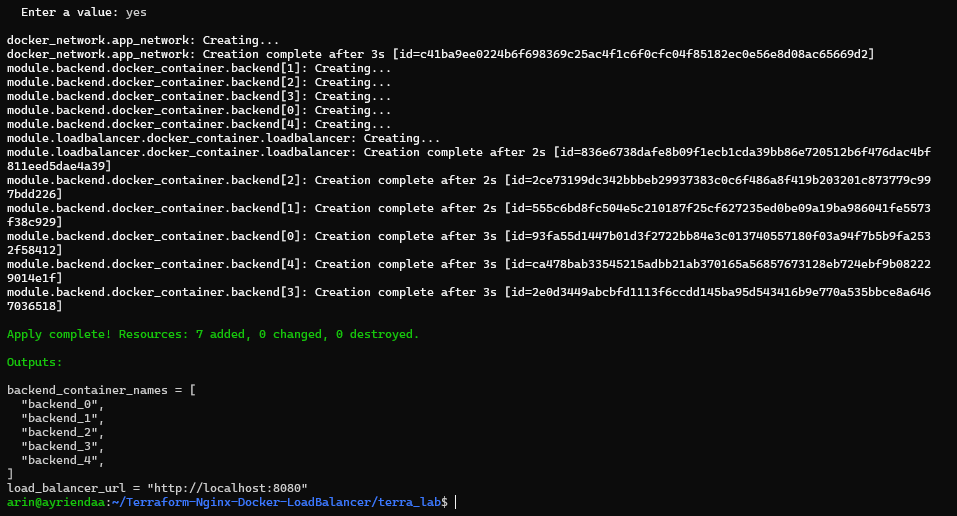 Enter a value: yes
docker_network.app_network: Creating...
docker_network.app_network: Creation complete after 3s [id=c41ba9ee0224b6f698369c25ac4f1c6f0cfc04f85182ec0e56e8d08ac65669d2]
module.backend.docker_container.backend[1]: Creating...
module.backend.docker_container.backend[2]: Creating...
module.backend.docker_container.backend[3]: Creating...
module.backend.docker_container.backend[0]: Creating...
module.backend.docker_container.backend[4]: Creating...
module.loadbalancer.docker_container.loadbalancer: Creating...
module.loadbalancer.docker_container.loadbalancer: Creation complete after 2s [id=836e6738dafe8b09f1ecb1cda39bb86e720512b6f476dac4bf
811eed5dae4a39]
module.backend.docker_container.backend[2]: Creation complete after 2s [id=2ce73199dc342bbbeb29937383c0c6f486a8f419b203201c873779c99
7bdd226]
module.backend.docker_container.backend[1]: Creation complete after 2s [id=555c6bd8fc504e5c210187f25cf627235ed0be09a19ba986041fe5573
f38c929]
module.backend.docker_container.backend[0]: Creation complete after 3s [id=93fa55d1447b01d3f2722bb84e3c013740557180f03a94f7b5b9fa253
2f58412]
module.backend.docker_container.backend[4]: Creation complete after 3s [id=ca478bab33545215adbb21ab370165a56857673128eb724ebf9b08222
9014e1f]
module.backend.docker_container.backend[3]: Creation complete after 3s [id=2e0d3449abcbfd1113f6ccdd145ba95d543416b9e770a535bbce8a646
7036518]
Apply complete! Resources: 7 added, 0 changed, 0 destroyed.
Outputs:
backend_container_names = [
"backend_0",
"backend_1",
"backend_2",
"backend_3",
"backend_4",
]
load_balancer_url = "http://localhost:8080"
arin@ayriendaa:~/Terraform-Nginx-Docker-LoadBalancer/terra_lab$